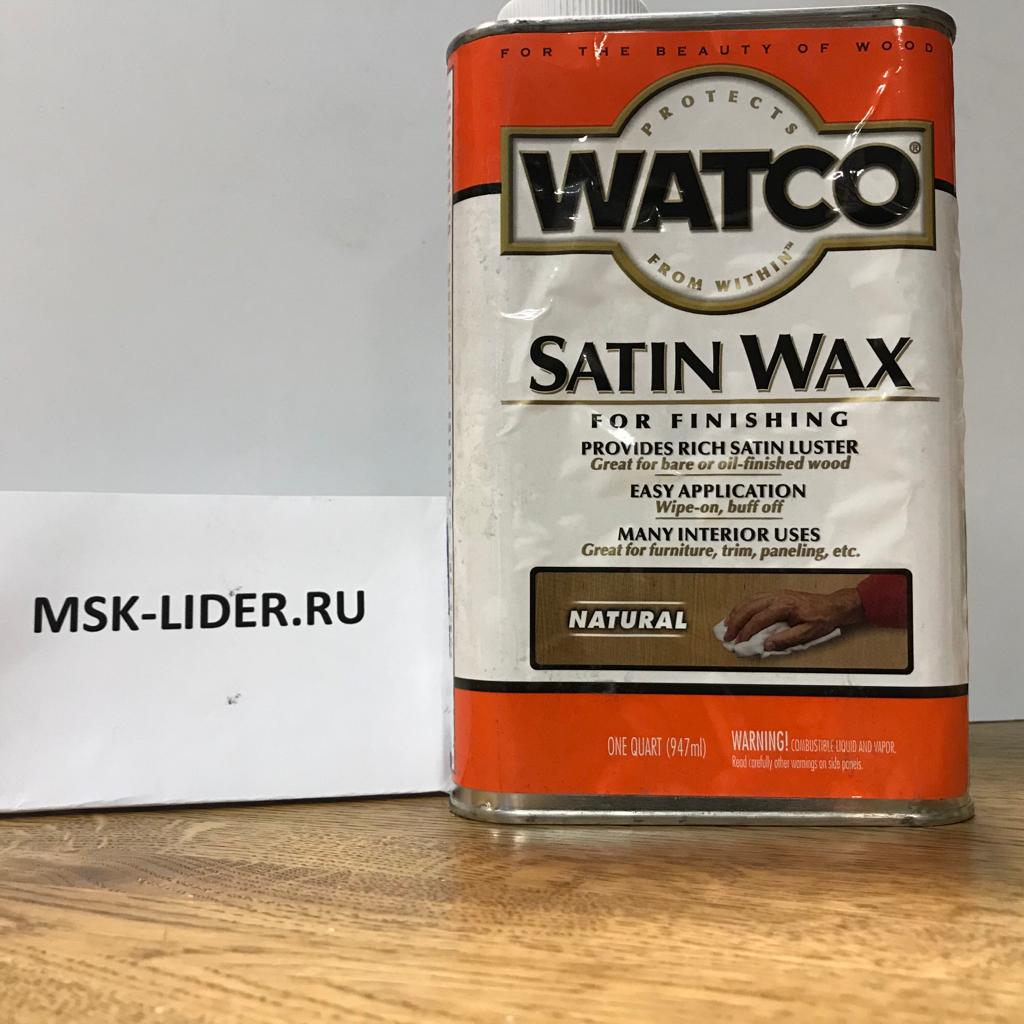 FOR THE BEAUTY OF WOOD
PROTECTS
WATCO®
FROM WITHIN™
SATIN WAX
FOR FINISHING
PROVIDES RICH SATIN LUSTER
Great for bare or oil-finished wood
EASY APPLICATION
Wipe-on, buff off
MANY INTERIOR USES
Great for furniture, trim, paneling, etc.
NATURAL
MSK-LIDER.RU
ONE QUART (947ml)
WARNING! COMBUSTIBLE LIQUID AND VAPOR.
Read carefully other warnings on side panels.